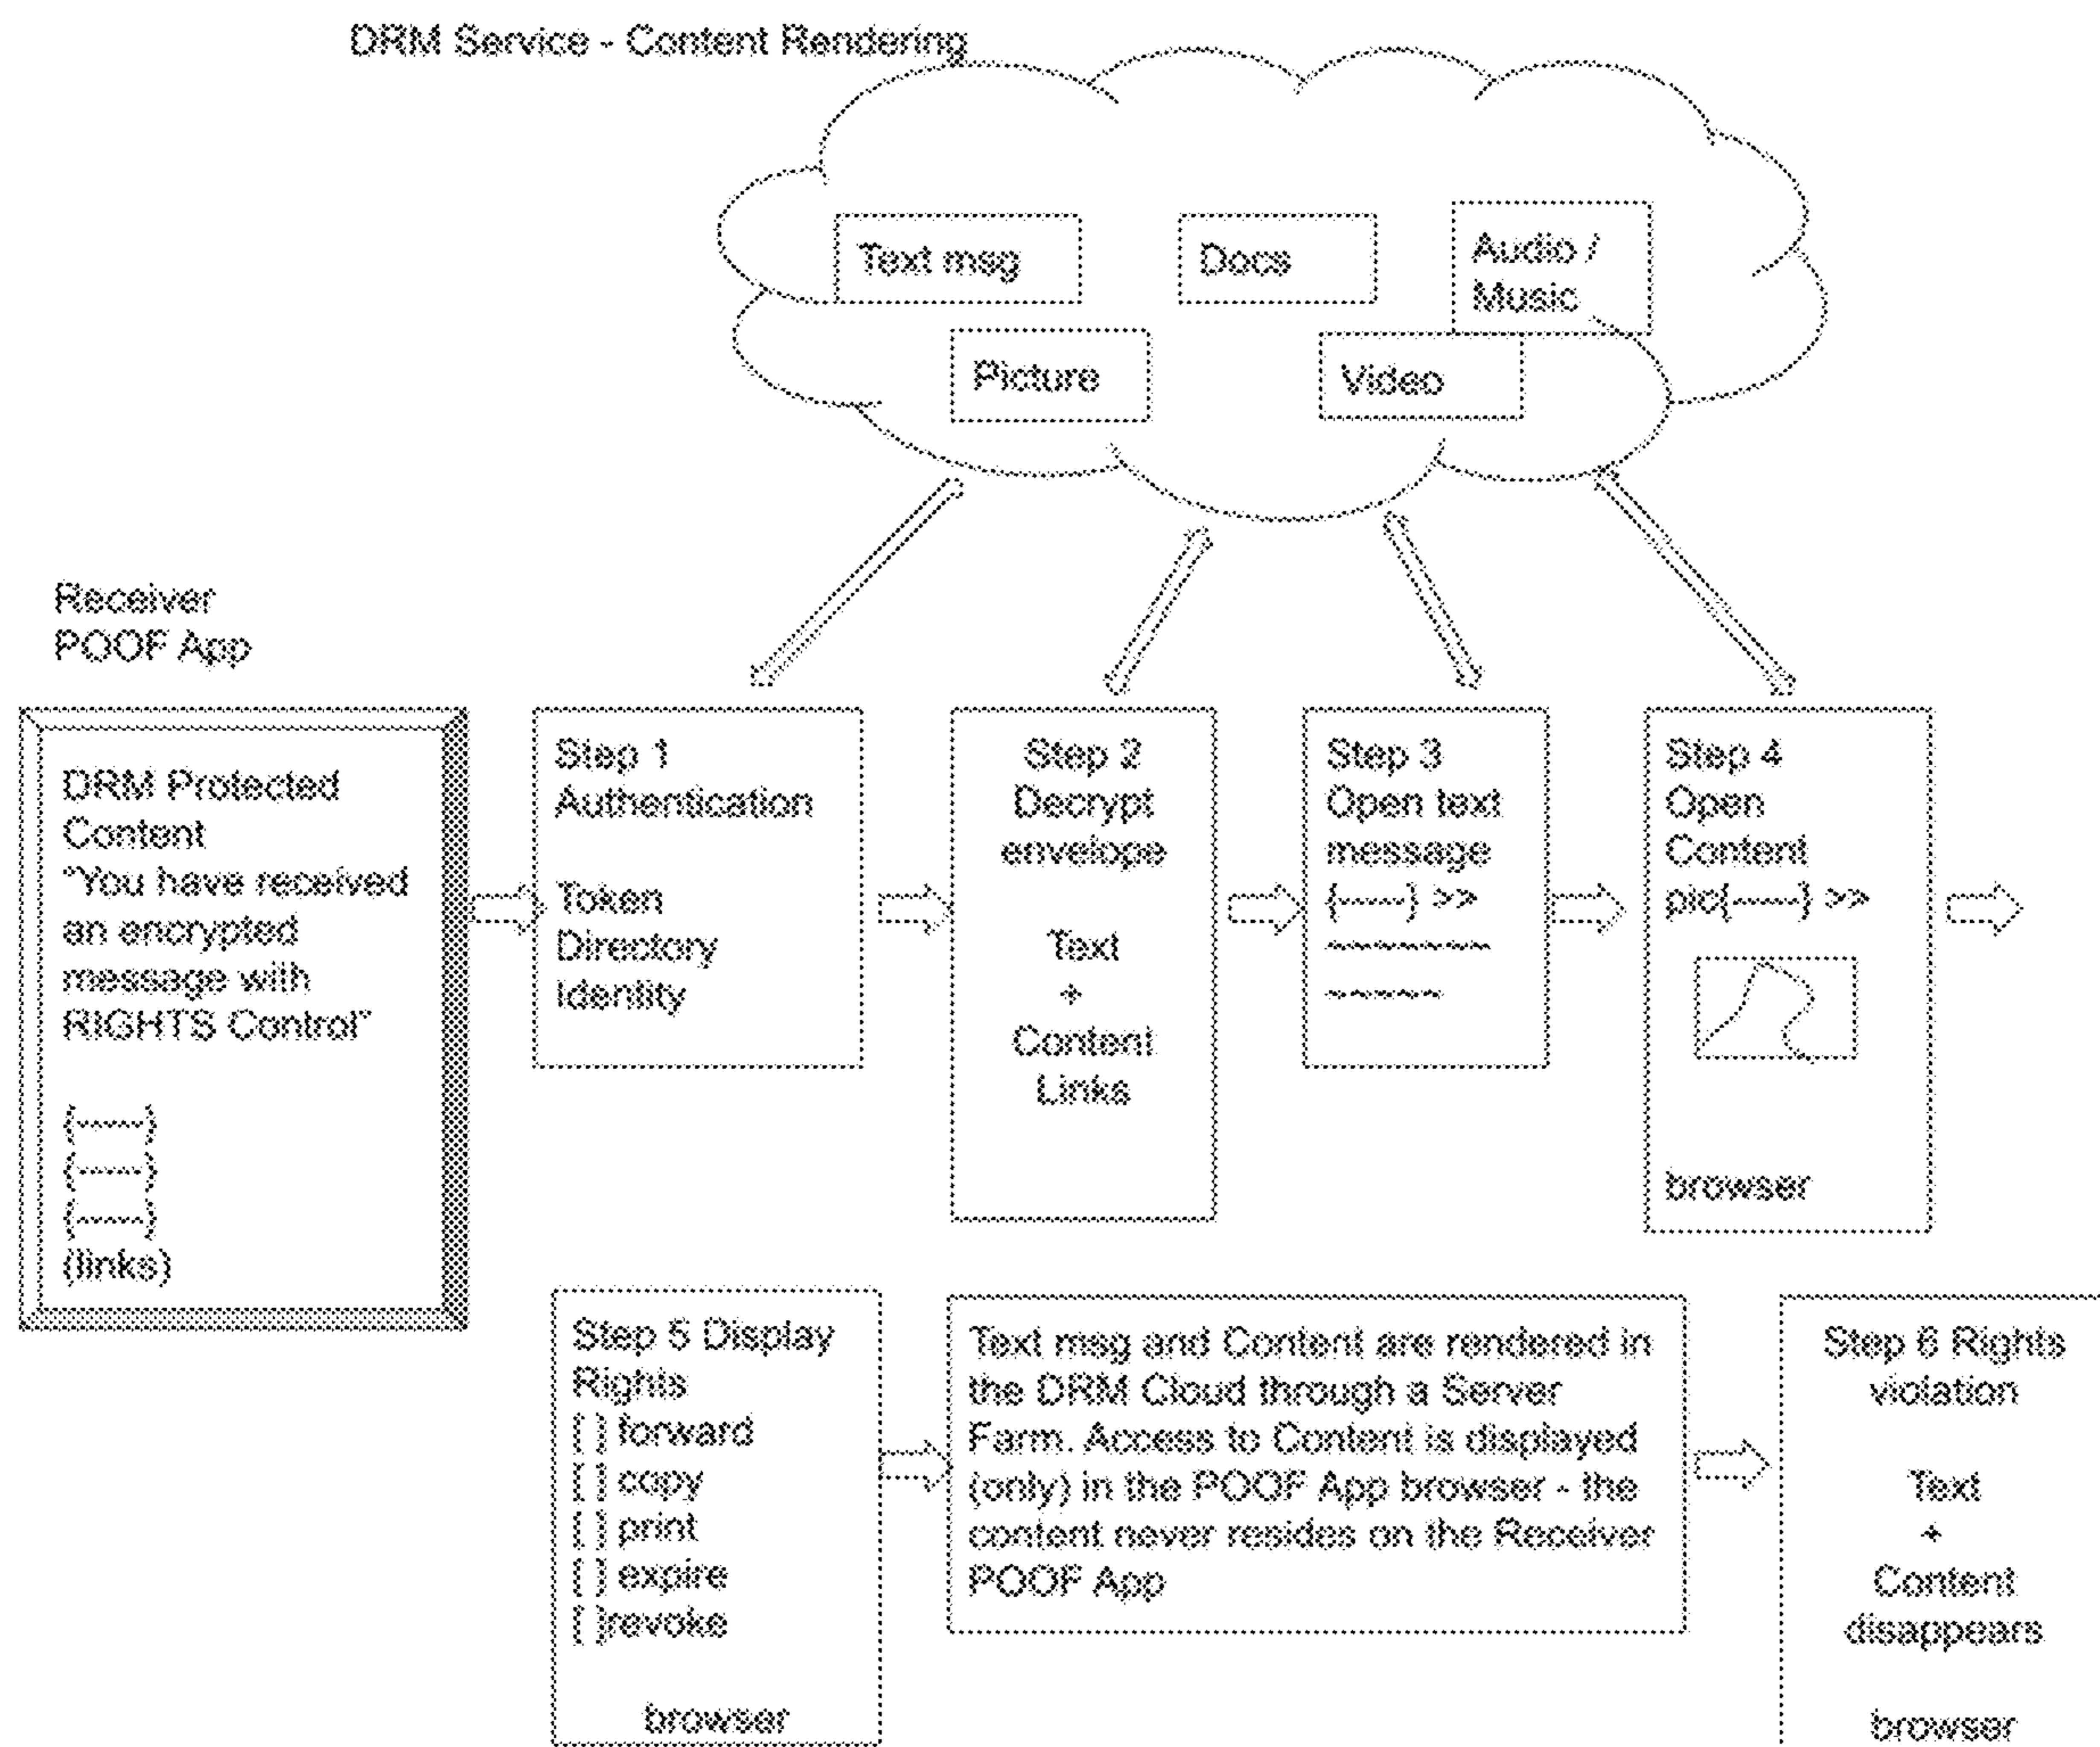 DRM Service - Content Rendering
Text msg
Docs
Audio /
Music
Picture
Video
Receiver
POOF App
DRM Protected
Content
"You have received
an encrypted
message with
RIGHTS Control"
{-----}
{-----}
{-----}
(links)
Step 1
Authentication
Token
Directory
Identity
Step 2
Decrypt
envelope
Text
+
Content
Links
Step 3
Open text
message
{-----} >>
~~~~~~~~~~
~~~~~~~
Step 4
Open
Content
pic{-----} >>
browser
Step 5 Display
Rights
[ ] forward
[ ] copy
[ ] print
[ ] expire
[ ]revoke
browser
Text msg and Content are rendered in
the DRM Cloud through a Server
Farm. Access to Content is displayed
(only) in the POOF App browser - the
content never resides on the Receiver
POOF App
Step 6 Rights
violation
Text
+
Content
disappears
browser